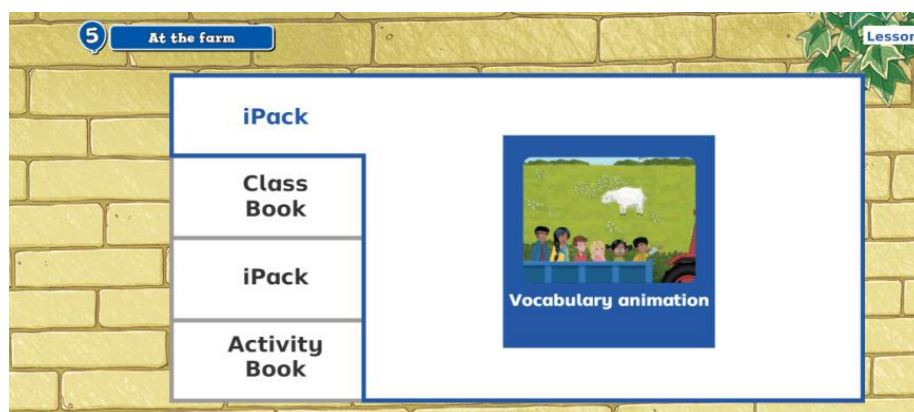 5
At the farm
Lesson
iPack
Class
Book
iPack
Activity
Book
Vocabulary animation